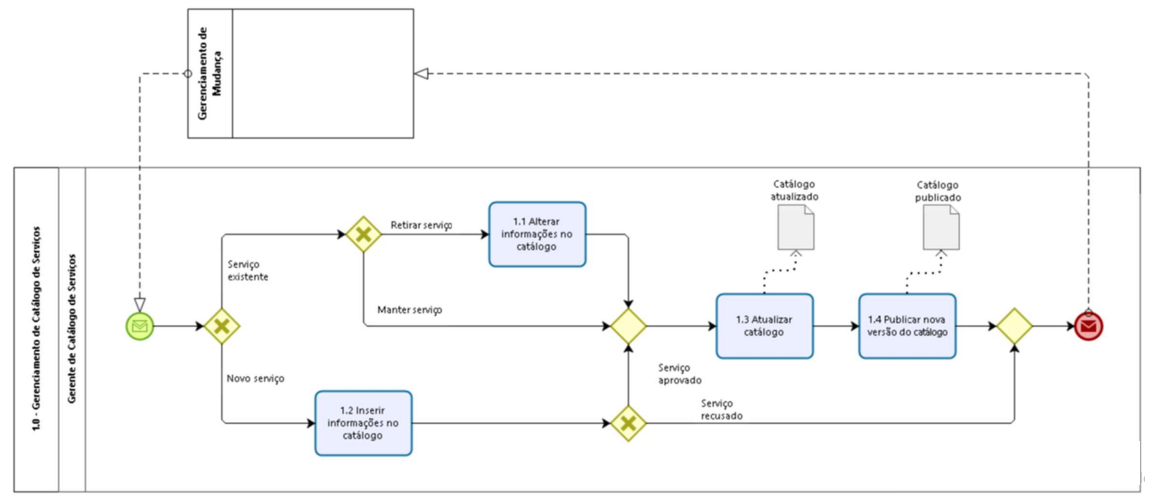 Gerenciamento de
Mudança
1.0 - Gerenciamento de Catálogo de Serviços
Gerente de Catálogo de Serviços
Catálogo
atualizado
Catálogo
publicado
Retirar serviço
1.1 Alterar
informações no
catálogo
Serviço
existente
Manter serviço
1.3 Atualizar
catálogo
1.4 Publicar nova
versão do catálogo
Novo serviço
Serviço
aprovado
1.2 Inserir
informações no
catálogo
Serviço
recusado